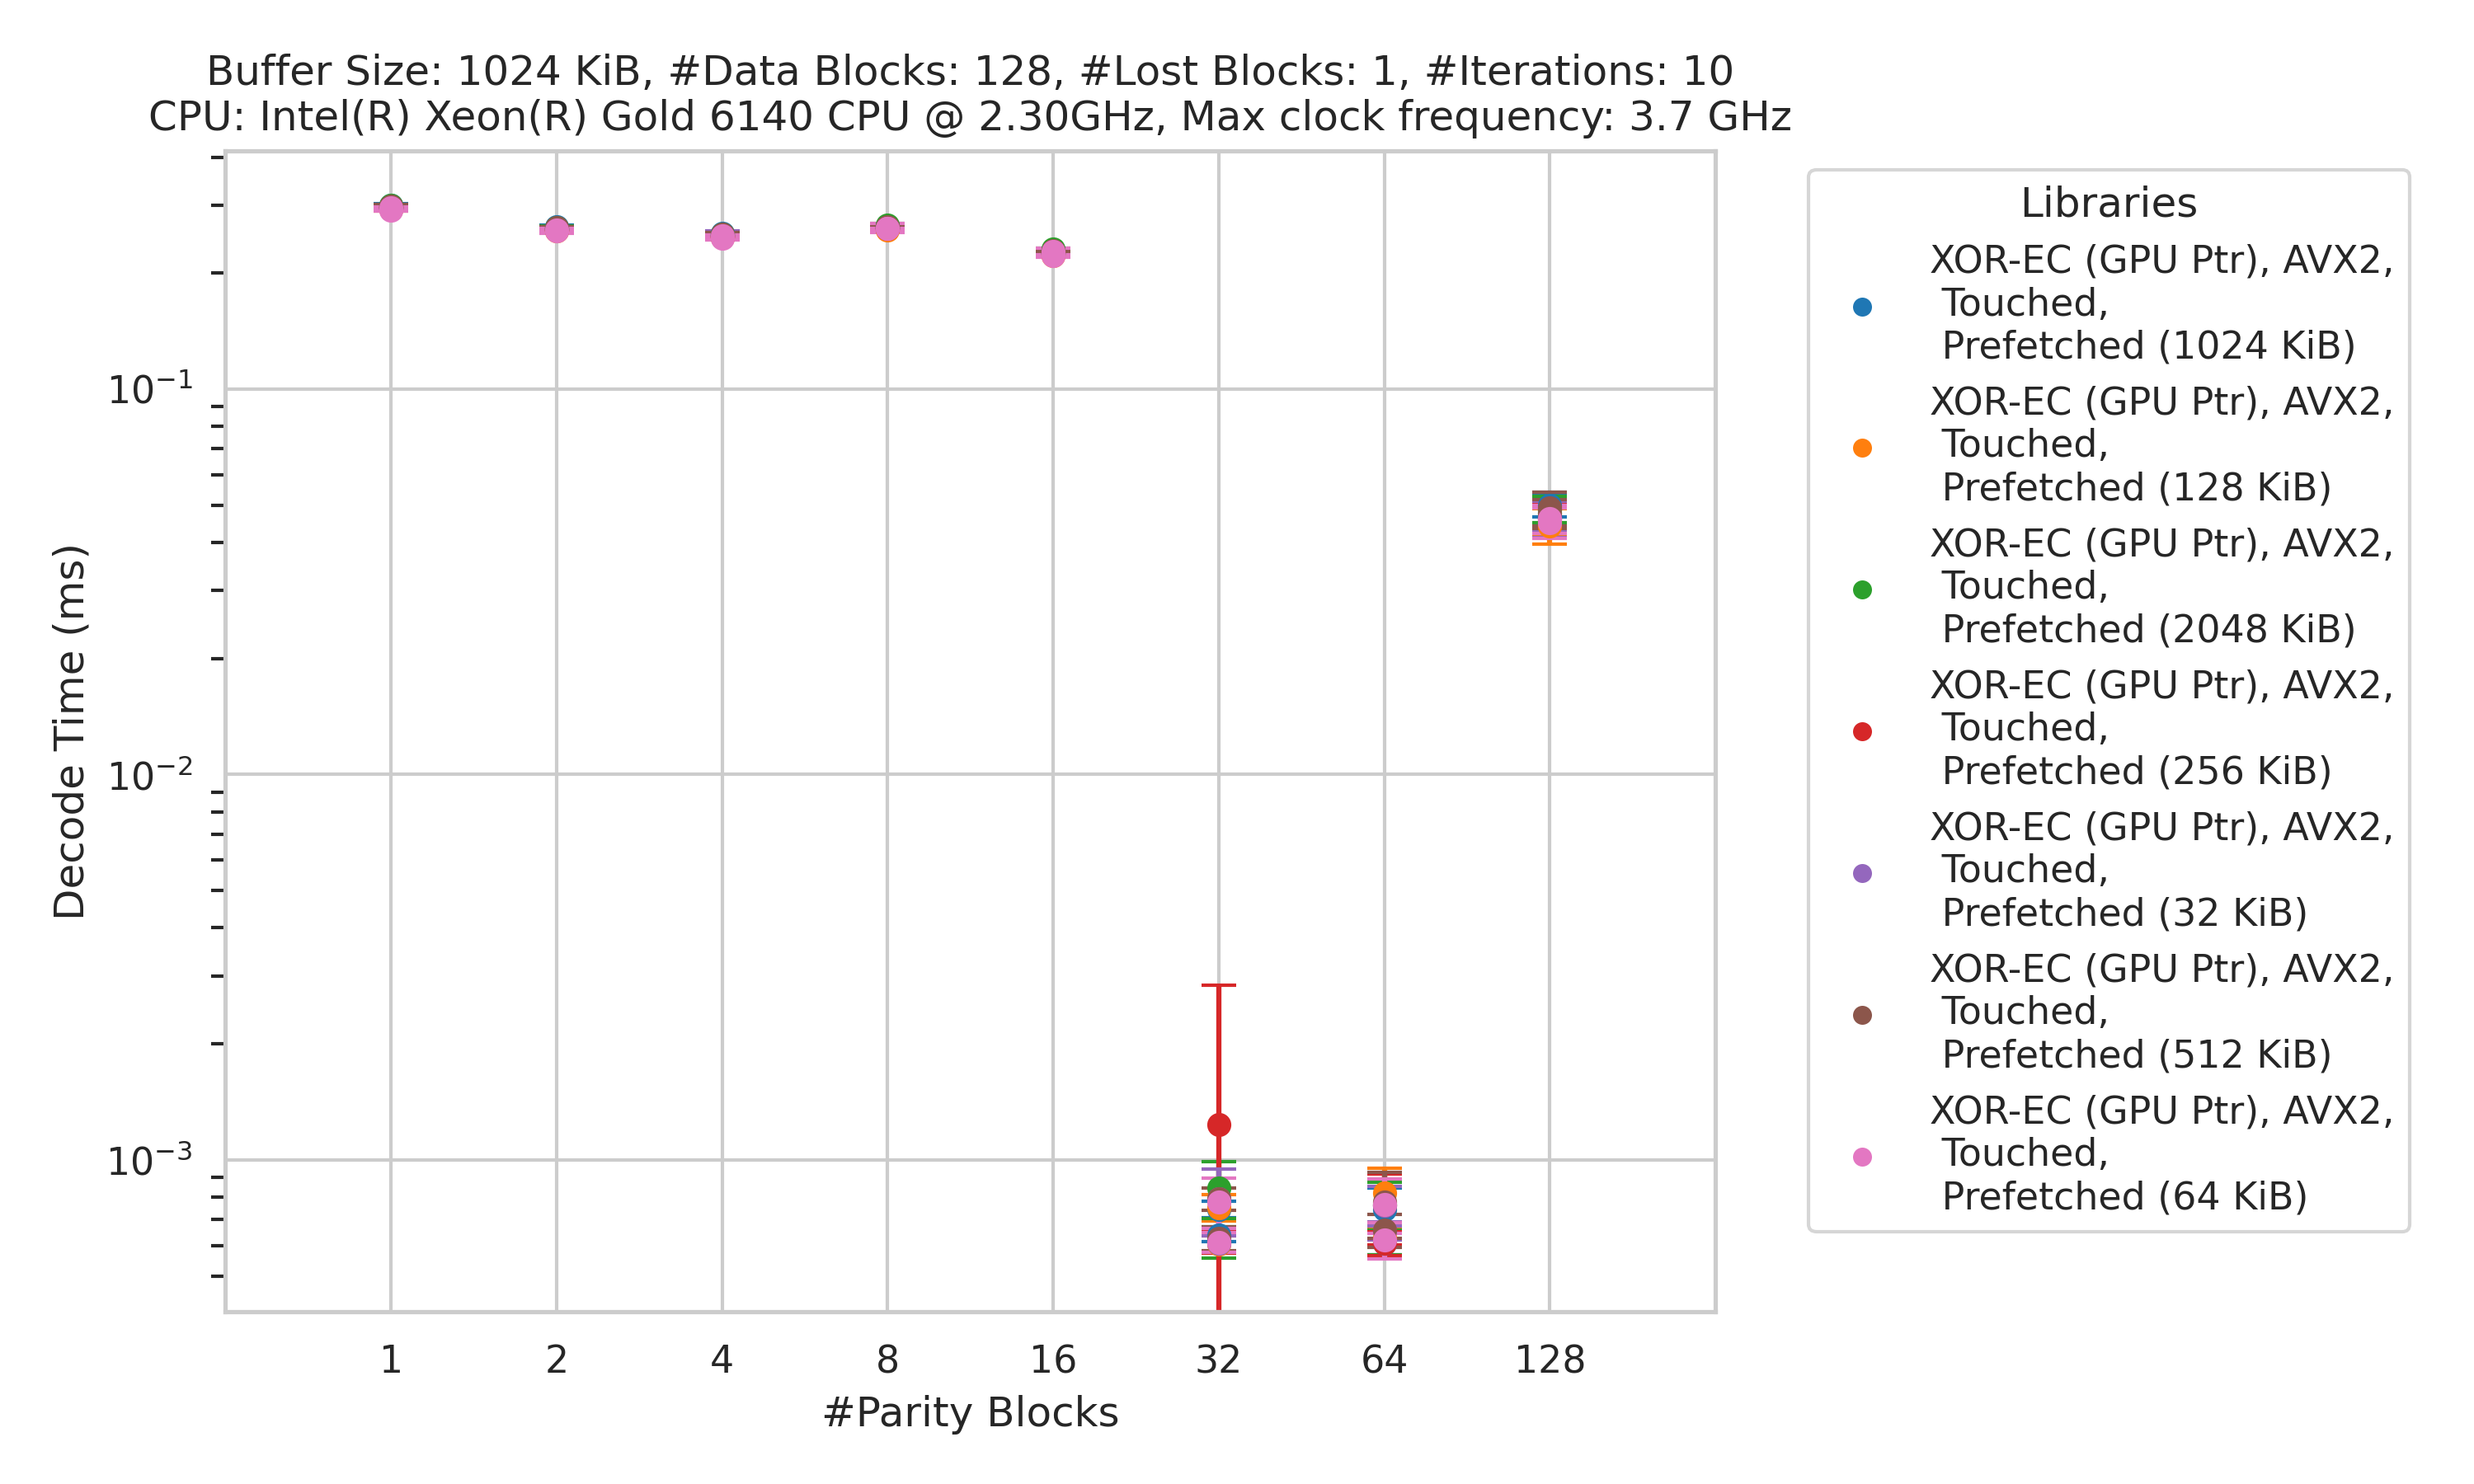 Buffer Size: 1024 KiB, #Data Blocks: 128, #Lost Blocks: 1, #Iterations: 10
CPU: Intel(R) Xeon(R) Gold 6140 CPU @ 2.30GHz, Max clock frequency: 3.7 GHz
Decode Time (ms)
10⁻¹
10⁻²
10⁻³
1 2 4 8 16 32 64 128
#Parity Blocks
Libraries
XOR-EC (GPU Ptr), AVX2,
Touched,
Prefetched (1024 KiB)
XOR-EC (GPU Ptr), AVX2,
Touched,
Prefetched (128 KiB)
XOR-EC (GPU Ptr), AVX2,
Touched,
Prefetched (2048 KiB)
XOR-EC (GPU Ptr), AVX2,
Touched,
Prefetched (256 KiB)
XOR-EC (GPU Ptr), AVX2,
Touched,
Prefetched (32 KiB)
XOR-EC (GPU Ptr), AVX2,
Touched,
Prefetched (512 KiB)
XOR-EC (GPU Ptr), AVX2,
Touched,
Prefetched (64 KiB)